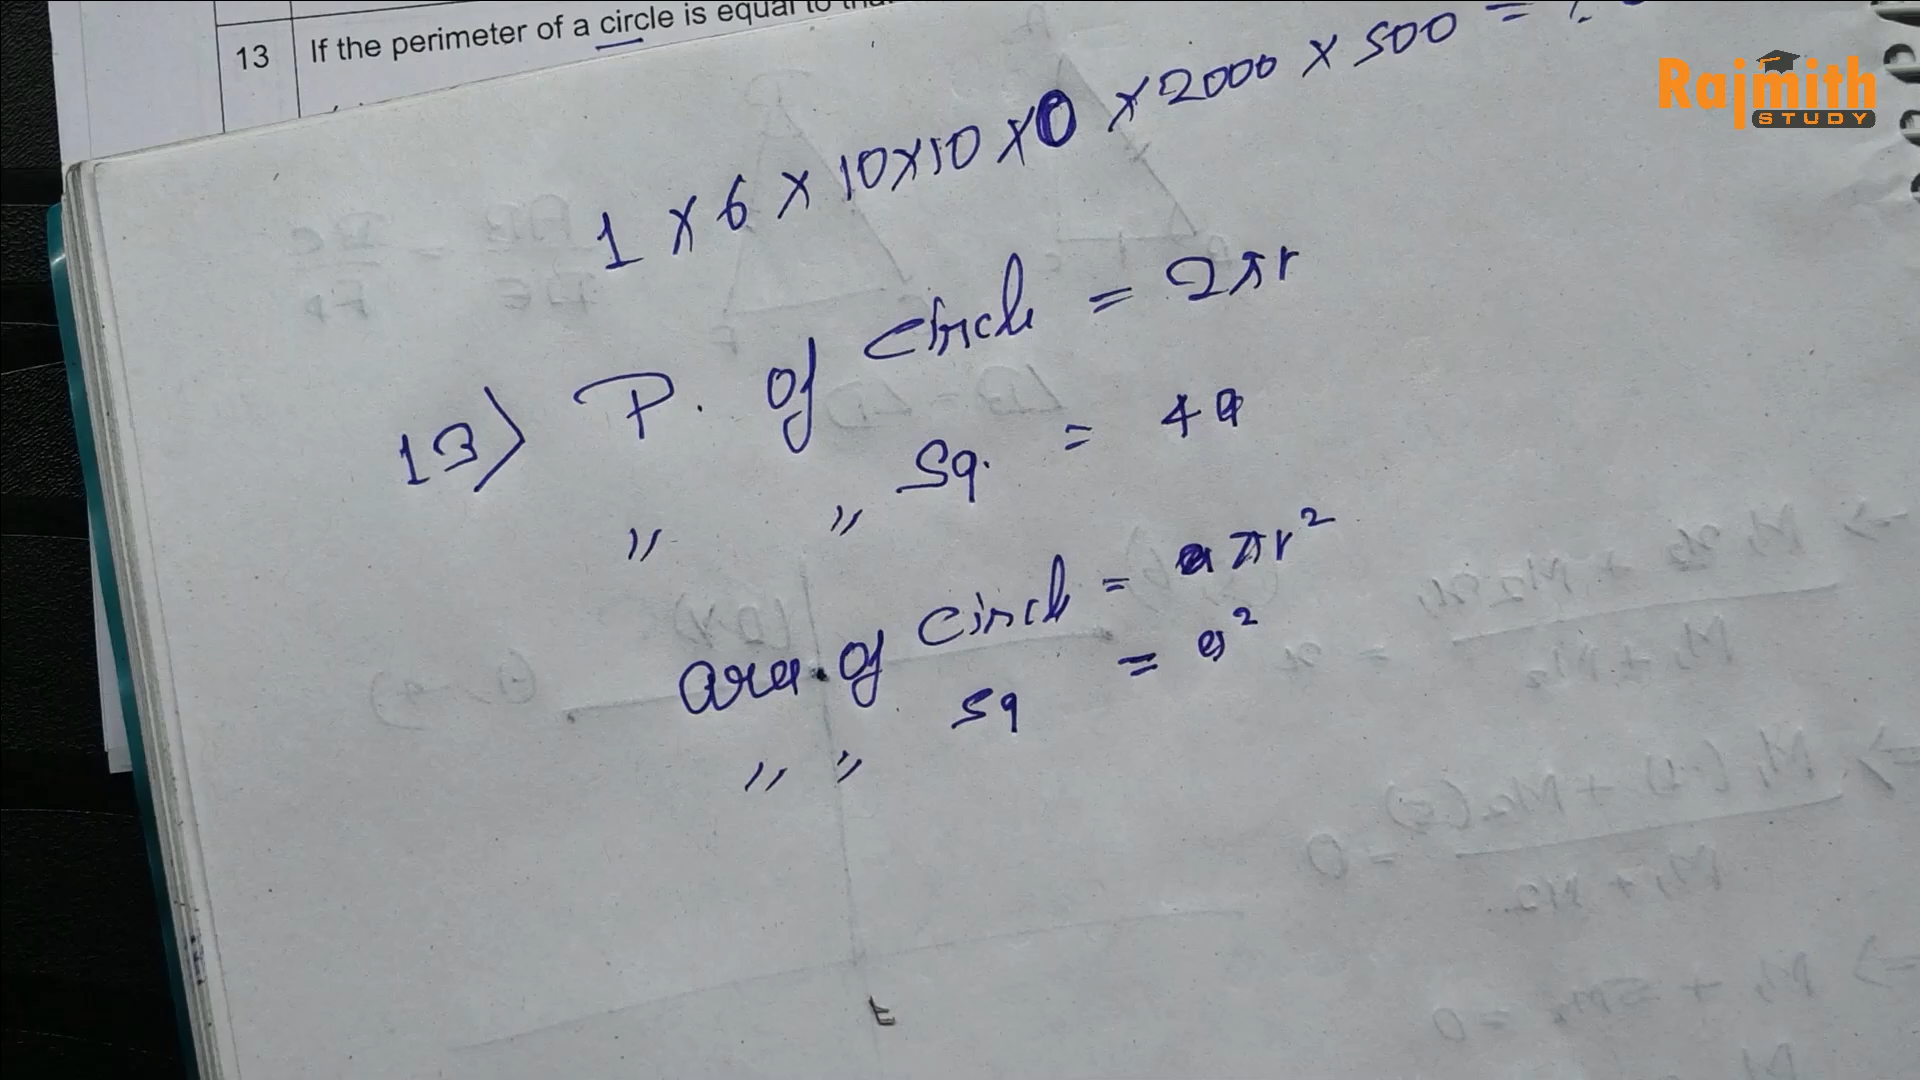 13 If the perimeter of a circle is equal to
Rajmith
STUDY
1 x 6 x 10 x 10 x 0 x 2000 x 500 = ?
13) P. of circle = 2πr
" " Sq. = 4a
area of circle = πr²
" " Sq = a²